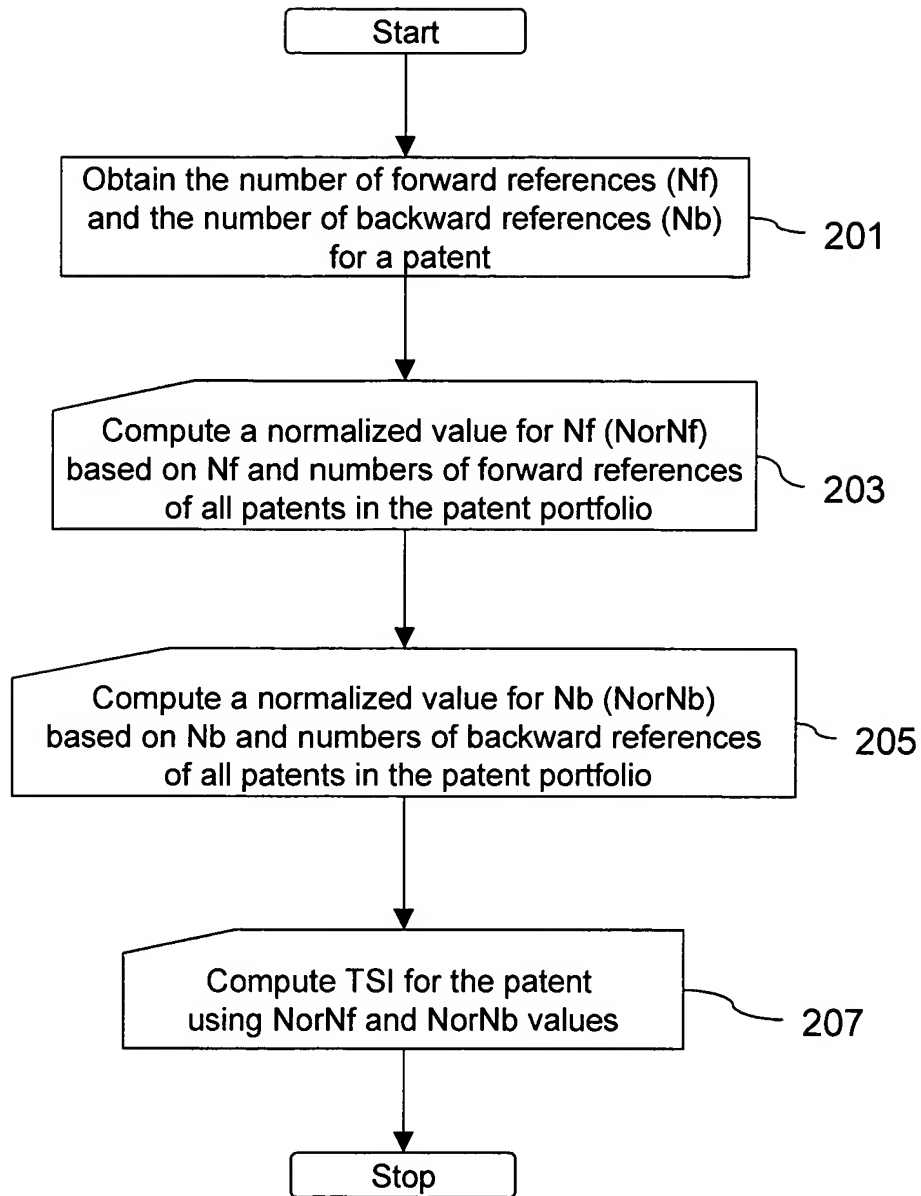 Start
Obtain the number of forward references (Nf)
and the number of backward references (Nb)
for a patent
201
Compute a normalized value for Nf (NorNf)
based on Nf and numbers of forward references
of all patents in the patent portfolio
203
Compute a normalized value for Nb (NorNb)
based on Nb and numbers of backward references
of all patents in the patent portfolio
205
Compute TSI for the patent
using NorNf and NorNb values
207
Stop